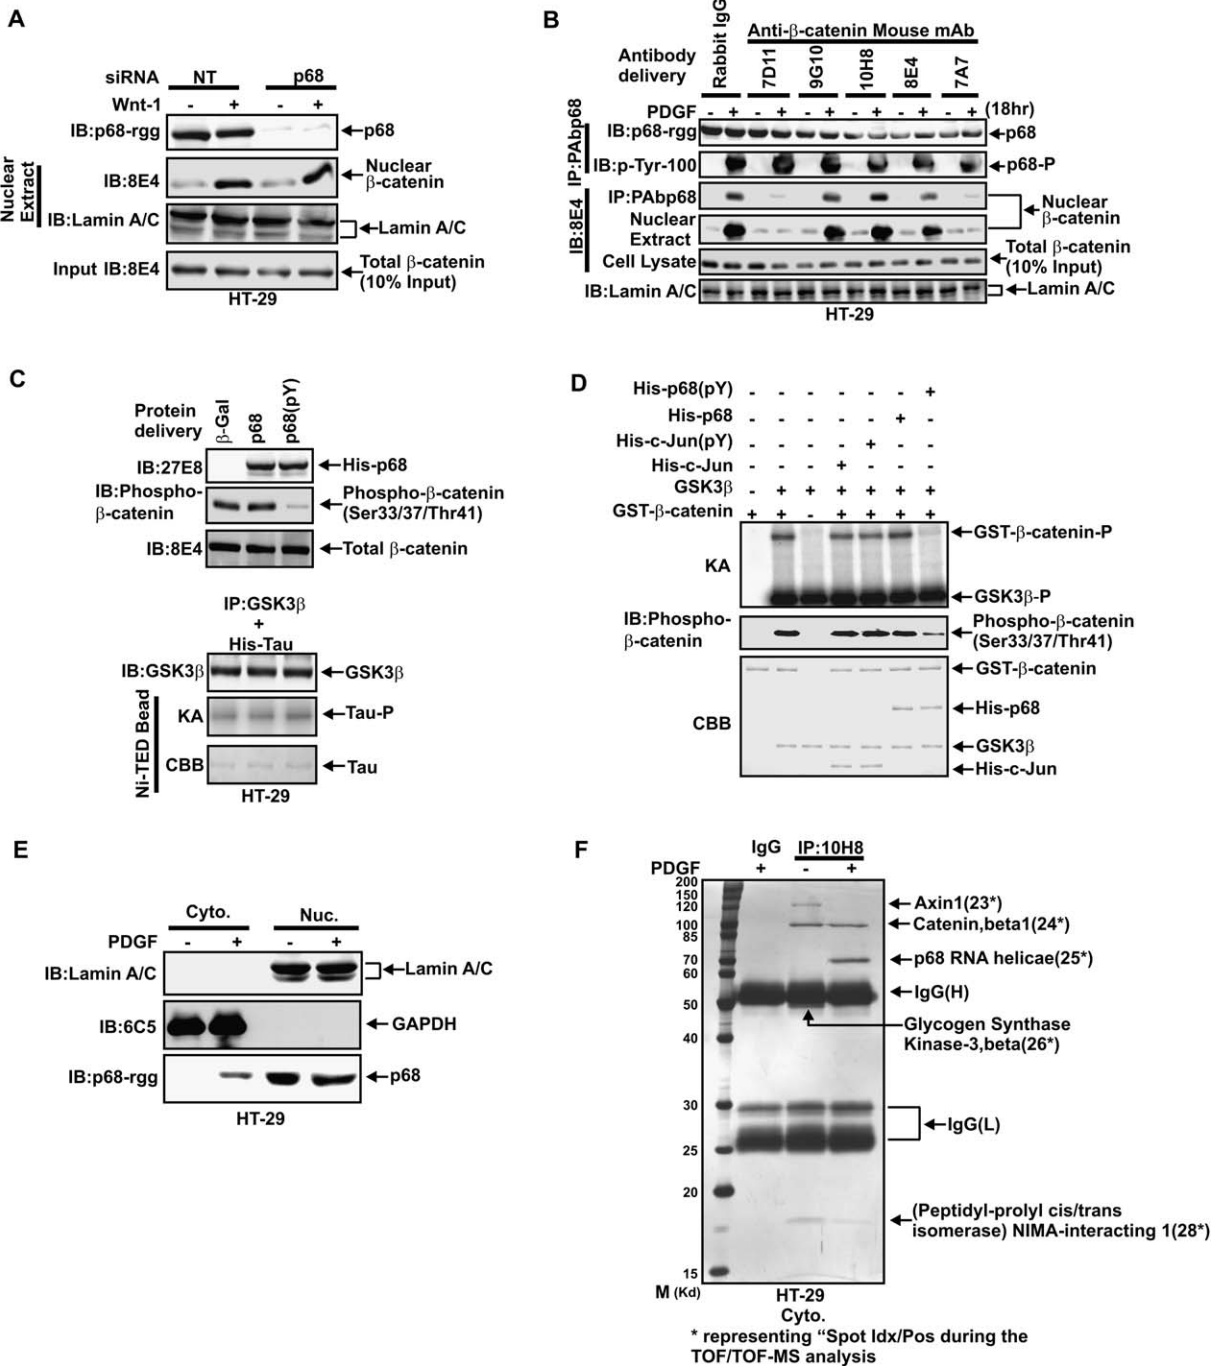 A
siRNA NT p68
Wnt-1 - + - +
IB:p68-rgg p68
Nuclear Extract
IB:8E4 Nuclear
β-catenin
IB:Lamin A/C Lamin A/C
Input IB:8E4 Total β-catenin
(10% Input)
HT-29
B
Anti-β-catenin Mouse mAb
Antibody
delivery
Rabbit IgG 7D11 9G10 10H8 8E4 7A7
PDGF - + - + - + - + - + - + (18hr)
IP:PAbp68
IB:p68-rgg p68
IB:p-Tyr-100 p68-P
IB:8E4
IP:PAbp68
Nuclear
β-catenin
Nuclear
Extract
Cell Lysate Total β-catenin
(10% Input)
IB:Lamin A/C Lamin A/C
HT-29
C
Protein
delivery
β-Gal p68 p68(pY)
IB:27E8 His-p68
IB:Phospho-
β-catenin
Phospho-β-catenin
(Ser33/37/Thr41)
IB:8E4 Total β-catenin
IP:GSK3β
+
His-Tau
IB:GSK3β GSK3β
Ni-TED Bead
KA Tau-P
CBB Tau
HT-29
D
His-p68(pY) - - - - - - +
His-p68 - - - - - + -
His-c-Jun(pY) - - - - + - -
His-c-Jun - - - + - - -
GSK3β - + + + + + +
GST-β-catenin + + - + + + +
GST-β-catenin-P
KA
GSK3β-P
IB:Phospho-
β-catenin
Phospho-β-catenin
(Ser33/37/Thr41)
GST-β-catenin
His-p68
CBB
GSK3β
His-c-Jun
E
Cyto. Nuc.
PDGF - + - +
IB:Lamin A/C Lamin A/C
IB:6C5 GAPDH
IB:p68-rgg p68
HT-29
F
IgG IP:10H8
PDGF + - +
200
150
120
100
85
70
60
50
40
30
25
20
15
M (Kd)
Axin1(23*)
Catenin,beta1(24*)
p68 RNA helicae(25*)
IgG(H)
Glycogen Synthase
Kinase-3,beta(26*)
IgG(L)
(Peptidyl-prolyl cis/trans
isomerase) NIMA-interacting 1(28*)
HT-29
Cyto.
* representing “Spot Idx/Pos during the
TOF/TOF-MS analysis